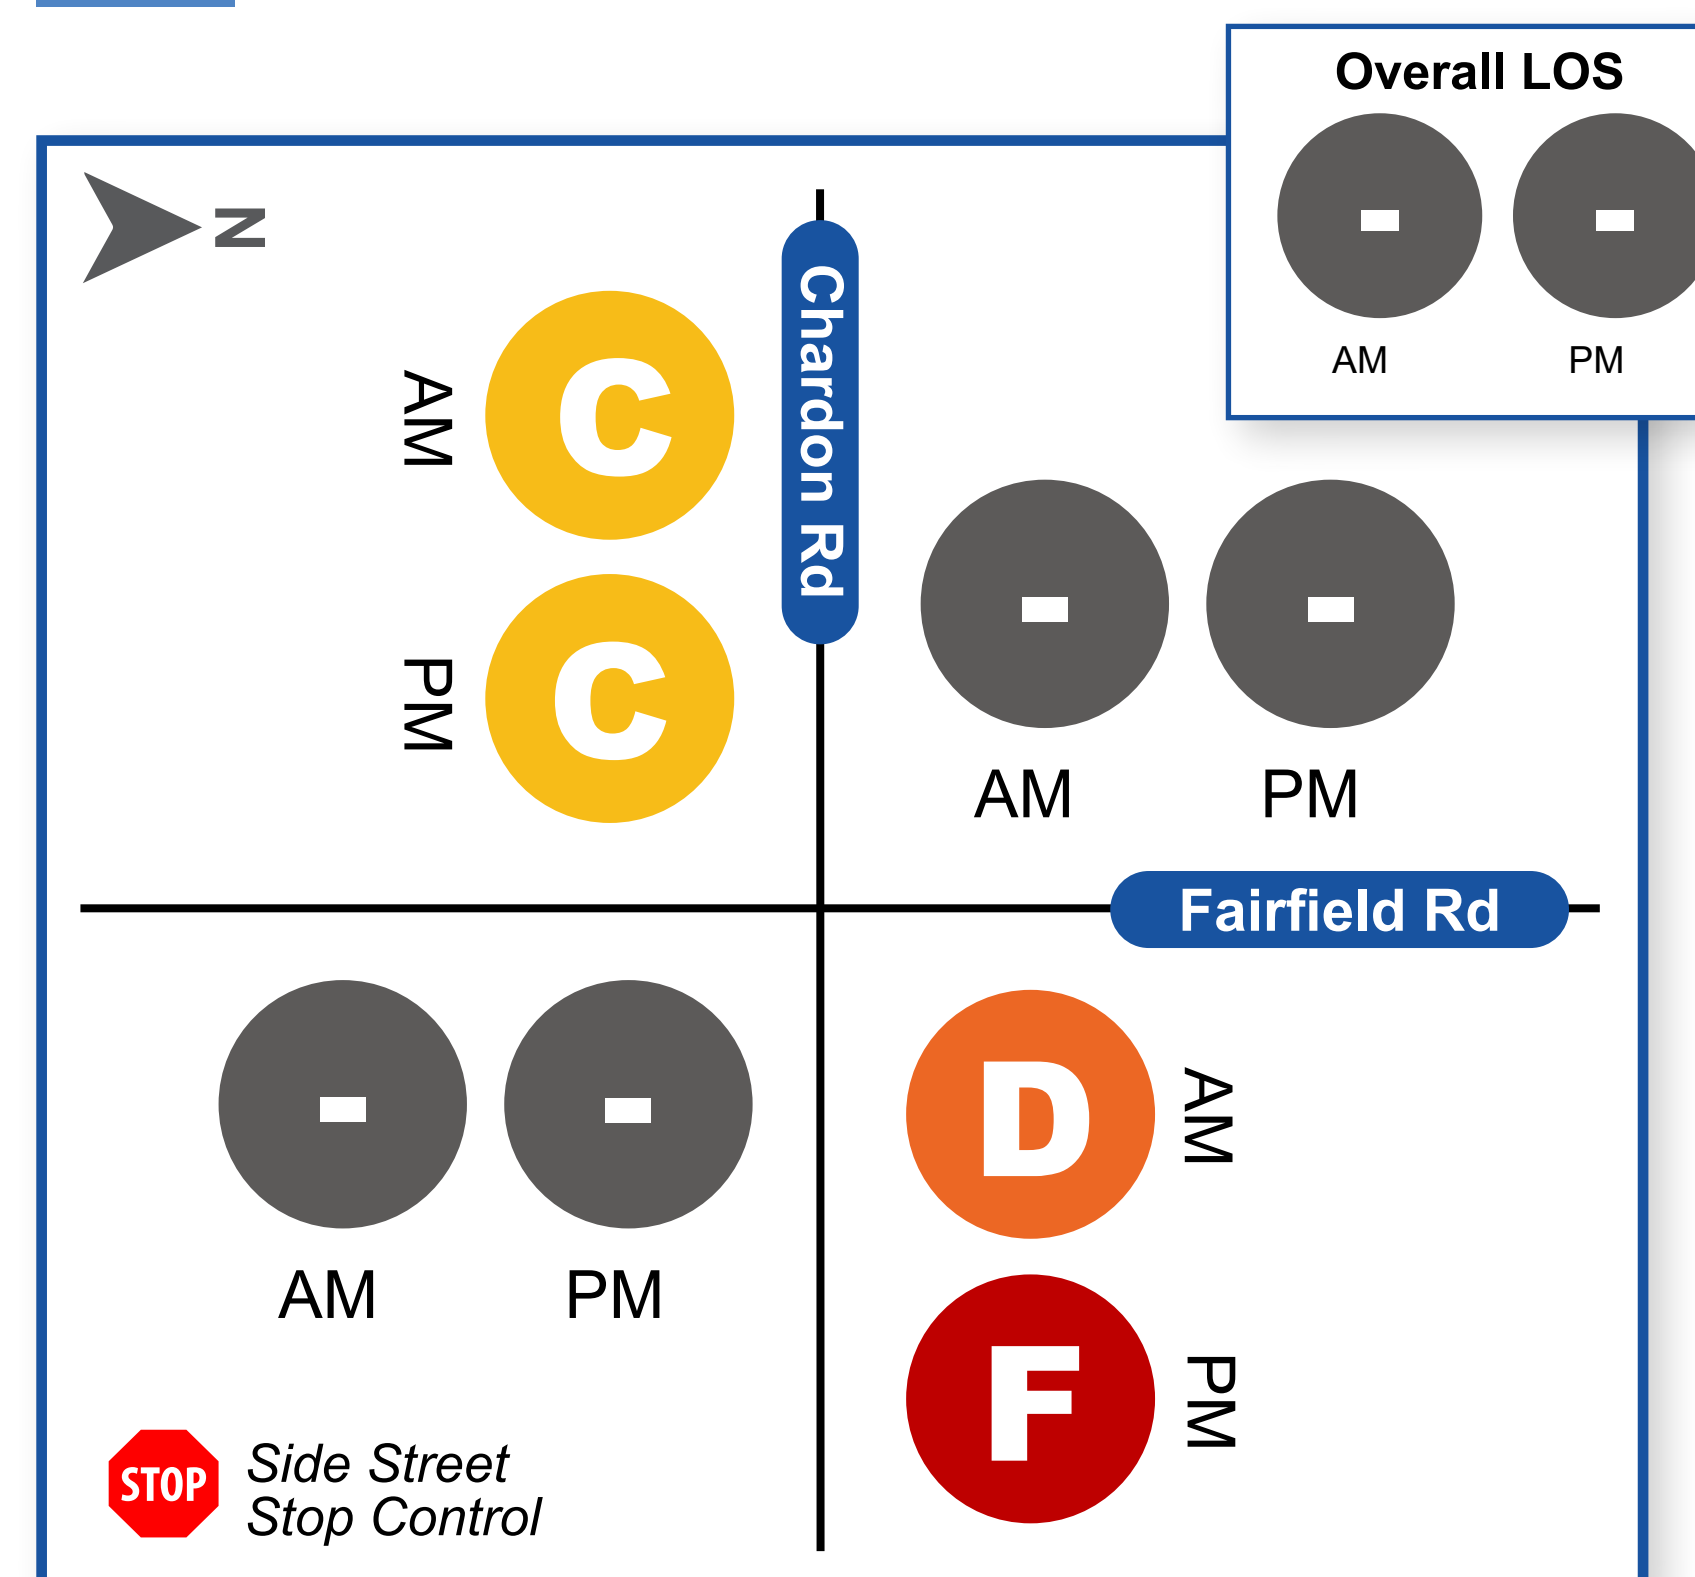 Overall LOS
-
-
AM
PM
N
Chardon Rd
AM
C
PM
C
-
-
AM
PM
Fairfield Rd
-
-
AM
PM
D
AM
F
PM
STOP
Side Street
Stop Control